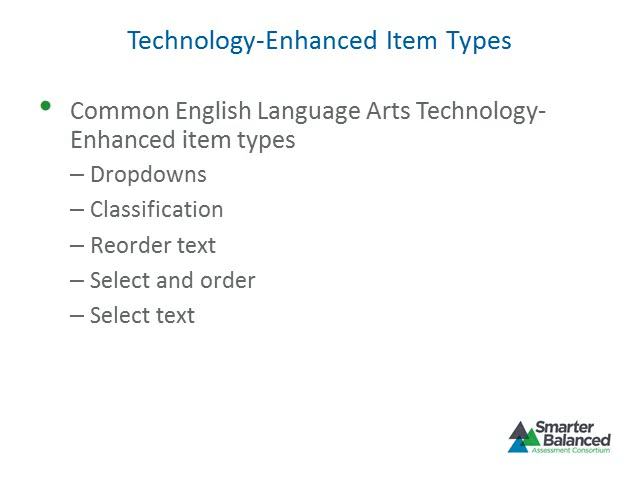 Technology-Enhanced Item Types
• Common English Language Arts Technology-
Enhanced item types
– Dropdowns
– Classification
– Reorder text
– Select and order
– Select text
Smarter
Balanced
Assessment Consortium